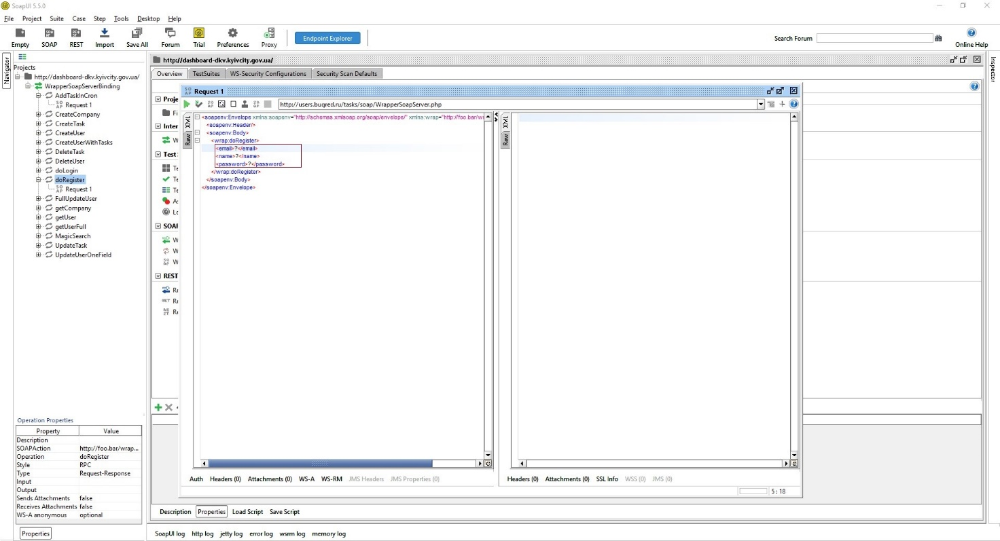 SoapUI 5.5.0
File Project Suite Case Step Tools Desktop Help
Empty SOAP REST Import Save All Forum Trial Preferences Proxy Endpoint Explorer Search Forum Online Help
Navigator
Projects
http://dashboard-dkv.kyivcity.gov.ua/
WrapperSoapServerBinding
AddTaskInCron
Request 1
CreateCompany
CreateTask
CreateUser
CreateUserWithTasks
DeleteTask
DeleteUser
doLogin
doRegister
Request 1
FullUpdateUser
getCompany
getUser
getUserFull
MagicSearch
UpdateTask
UpdateUserOneField
Operation Properties
Property Value
Description
SOAPAction http://foo.bar/wrap...
Operation doRegister
Style RPC
Type Request-Response
Input
Output
Sends Attachments false
Receives Attachments false
WS-A anonymous optional
Properties
http://dashboard-dkv.kyivcity.gov.ua/
Overview TestSuites WS-Security Configurations Security Scan Defaults
Proje
Fi
Inter
W
Test
Te
Te
Te
As
Lo
SOAP
W
W
W
REST
Re
Re
Re
Request 1
http://users.bugred.ru/tasks/soap/WrapperSoapServer.php
XML
Raw
<soapenv:Envelope xmlns:soapenv="http://schemas.xmlsoap.org/soap/envelope/" xmlns:wrap="http://foo.bar/wr
<soapenv:Header/>
<soapenv:Body>
<wrap:doRegister>
<email>?</email>
<name>?</name>
<password>?</password>
</wrap:doRegister>
</soapenv:Body>
</soapenv:Envelope>
XML
Raw
Auth Headers (0) Attachments (0) WS-A WS-RM JMS Headers JMS Properties (0)
Headers (0) Attachments (0) SSL Info WSS (0) JMS (0)
5 : 18
Description Properties Load Script Save Script
SoapUI log http log jetty log error log wsrm log memory log
Inspector